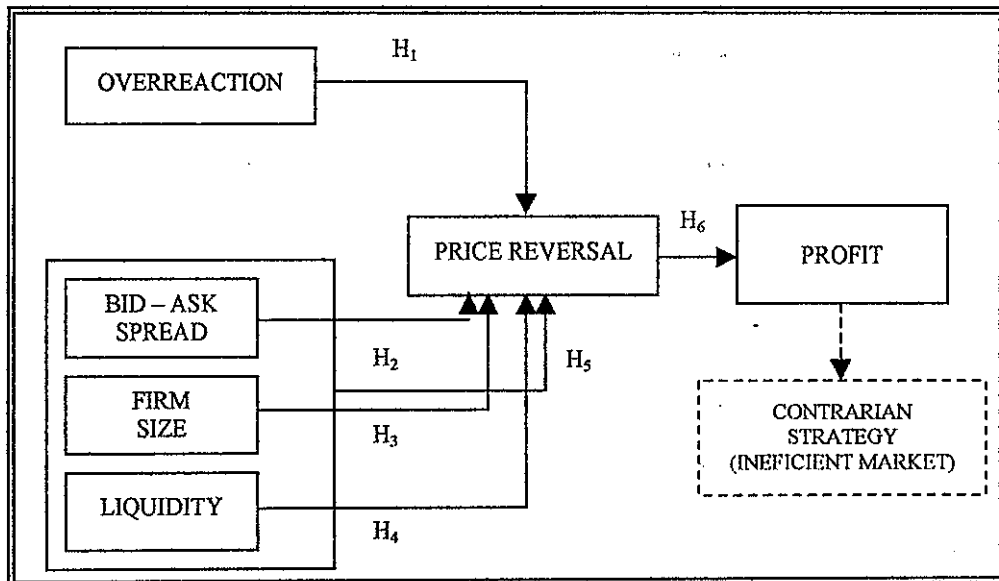 H₁
OVERREACTION
PRICE REVERSAL
H₆
PROFIT
BID – ASK
SPREAD
H₂
H₅
FIRM
SIZE
H₃
CONTRARIAN
STRATEGY
(INEFICIENT MARKET)
LIQUIDITY
H₄